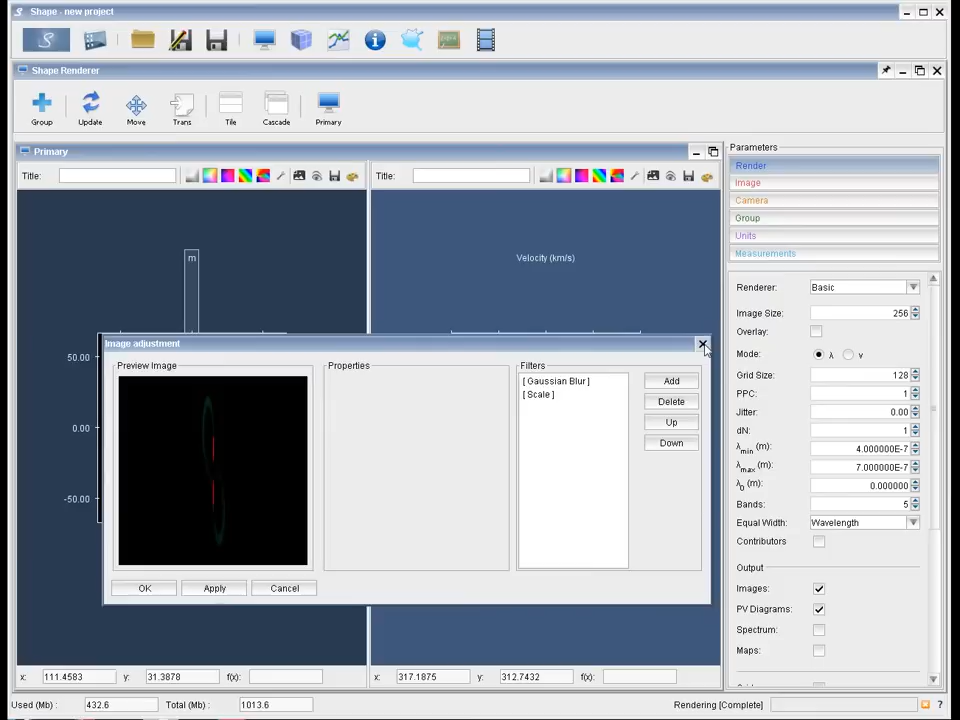 Shape - new project
Shape Renderer
Group
Update
Move
Trans
Tile
Cascade
Primary
Primary
Title:
Title:
m
Velocity (km/s)
50.00
0.00
-50.00
Image adjustment
Preview Image
Properties
Filters
[ Gaussian Blur ]
[ Scale ]
Add
Delete
Up
Down
OK
Apply
Cancel
x: 111.4583 y: 31.3878 f(x):
x: 317.1875 y: 312.7432 f(x):
Parameters
Render
Image
Camera
Group
Units
Measurements
Renderer: Basic
Image Size: 256
Overlay:
Mode: λ ν
Grid Size: 128
PPC: 1
Jitter: 0.00
dN: 1
λmin (m): 4.000000E-7
λmax (m): 7.000000E-7
λ0 (m): 0.000000
Bands: 5
Equal Width: Wavelength
Contributors
Output
Images:
PV Diagrams:
Spectrum:
Maps:
Used (Mb): 432.6 Total (Mb): 1013.6 Rendering [Complete] ?